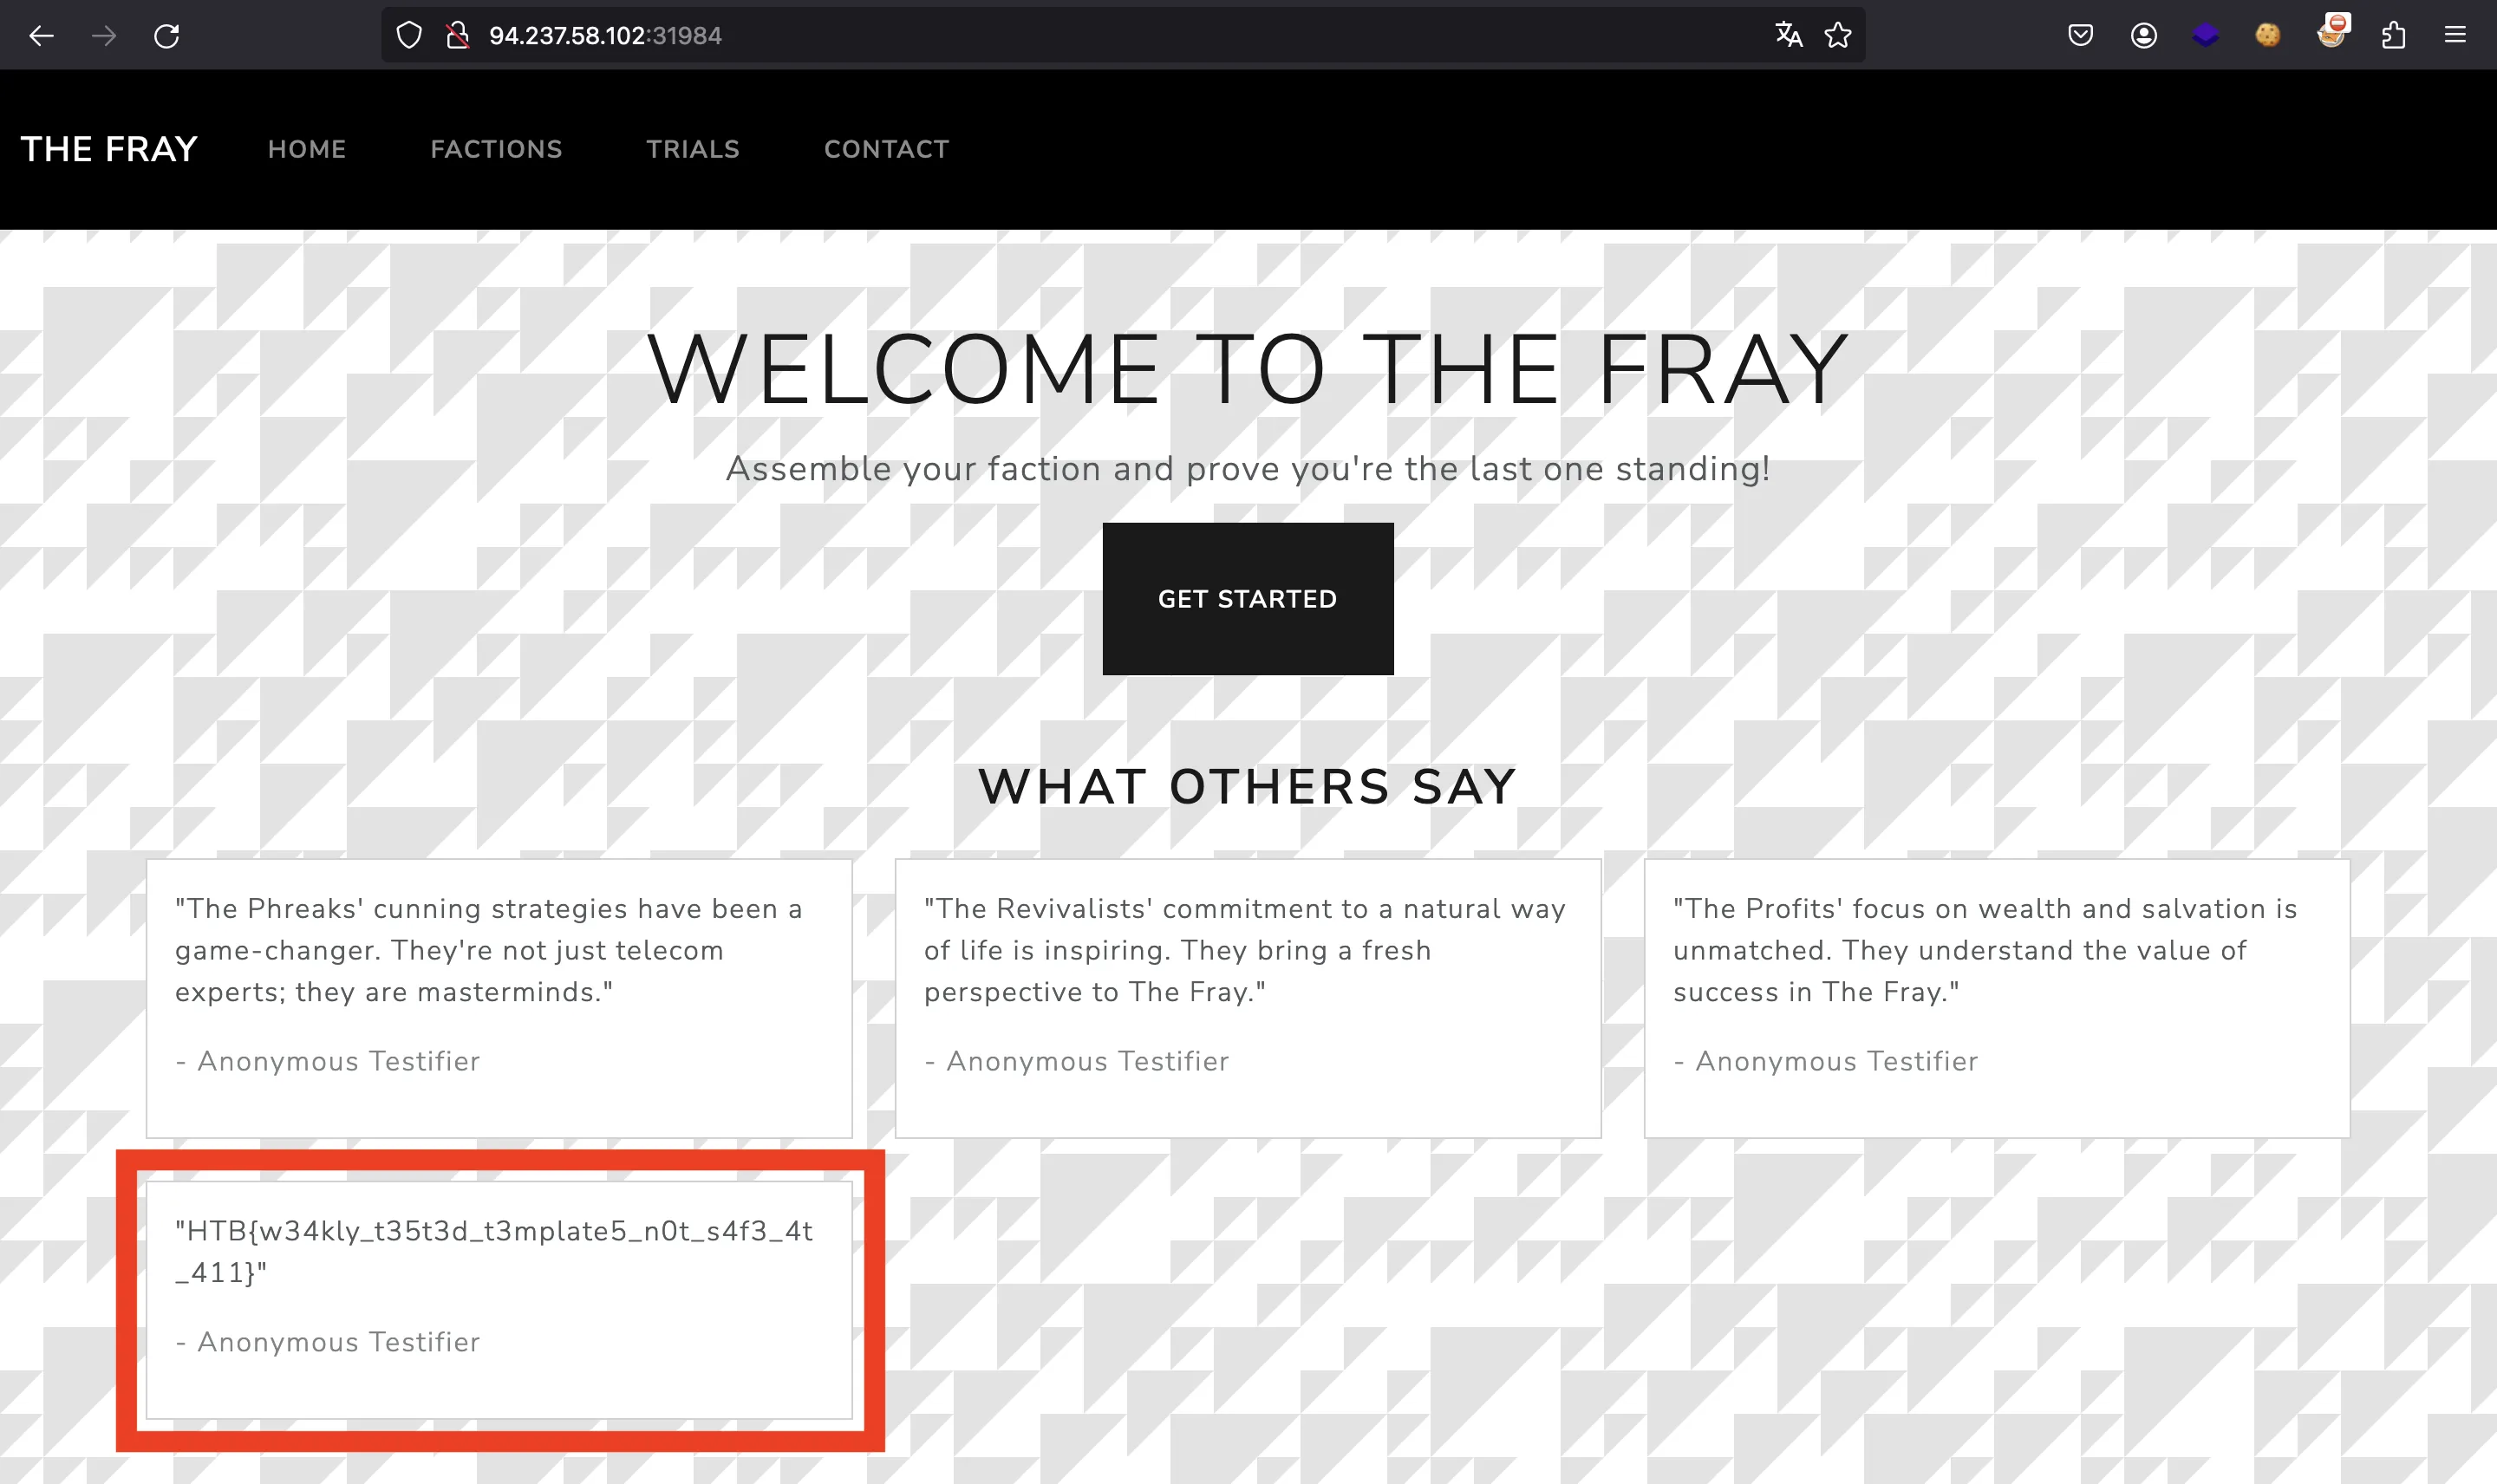 94.237.58.102:31984
THE FRAY HOME FACTIONS TRIALS CONTACT
WELCOME TO THE FRAY
Assemble your faction and prove you're the last one standing!
GET STARTED
WHAT OTHERS SAY
"The Phreaks' cunning strategies have been a
game-changer. They're not just telecom
experts; they are masterminds."
- Anonymous Testifier
"The Revivalists' commitment to a natural way
of life is inspiring. They bring a fresh
perspective to The Fray."
- Anonymous Testifier
"The Profits' focus on wealth and salvation is
unmatched. They understand the value of
success in The Fray."
- Anonymous Testifier
"HTB{w34kly_t35t3d_t3mplate5_n0t_s4f3_4t
_411}"
- Anonymous Testifier